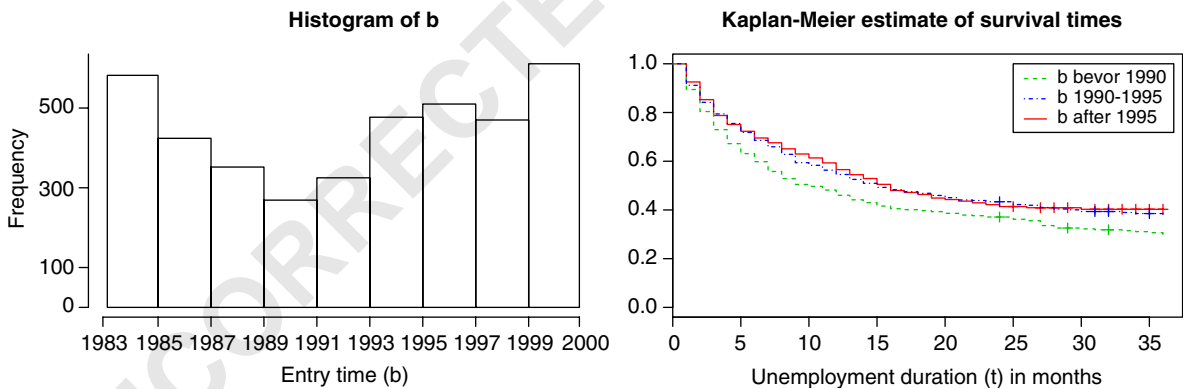 Histogram of b
Frequency
500
300
100
0
1983 1985 1987 1989 1991 1993 1995 1997 1999 2000
Entry time (b)
Kaplan-Meier estimate of survival times
1.0
0.8
0.6
0.4
0.2
0.0
b bevor 1990
b 1990-1995
b after 1995
0 5 10 15 20 25 30 35
Unemployment duration (t) in months
CORRECTE